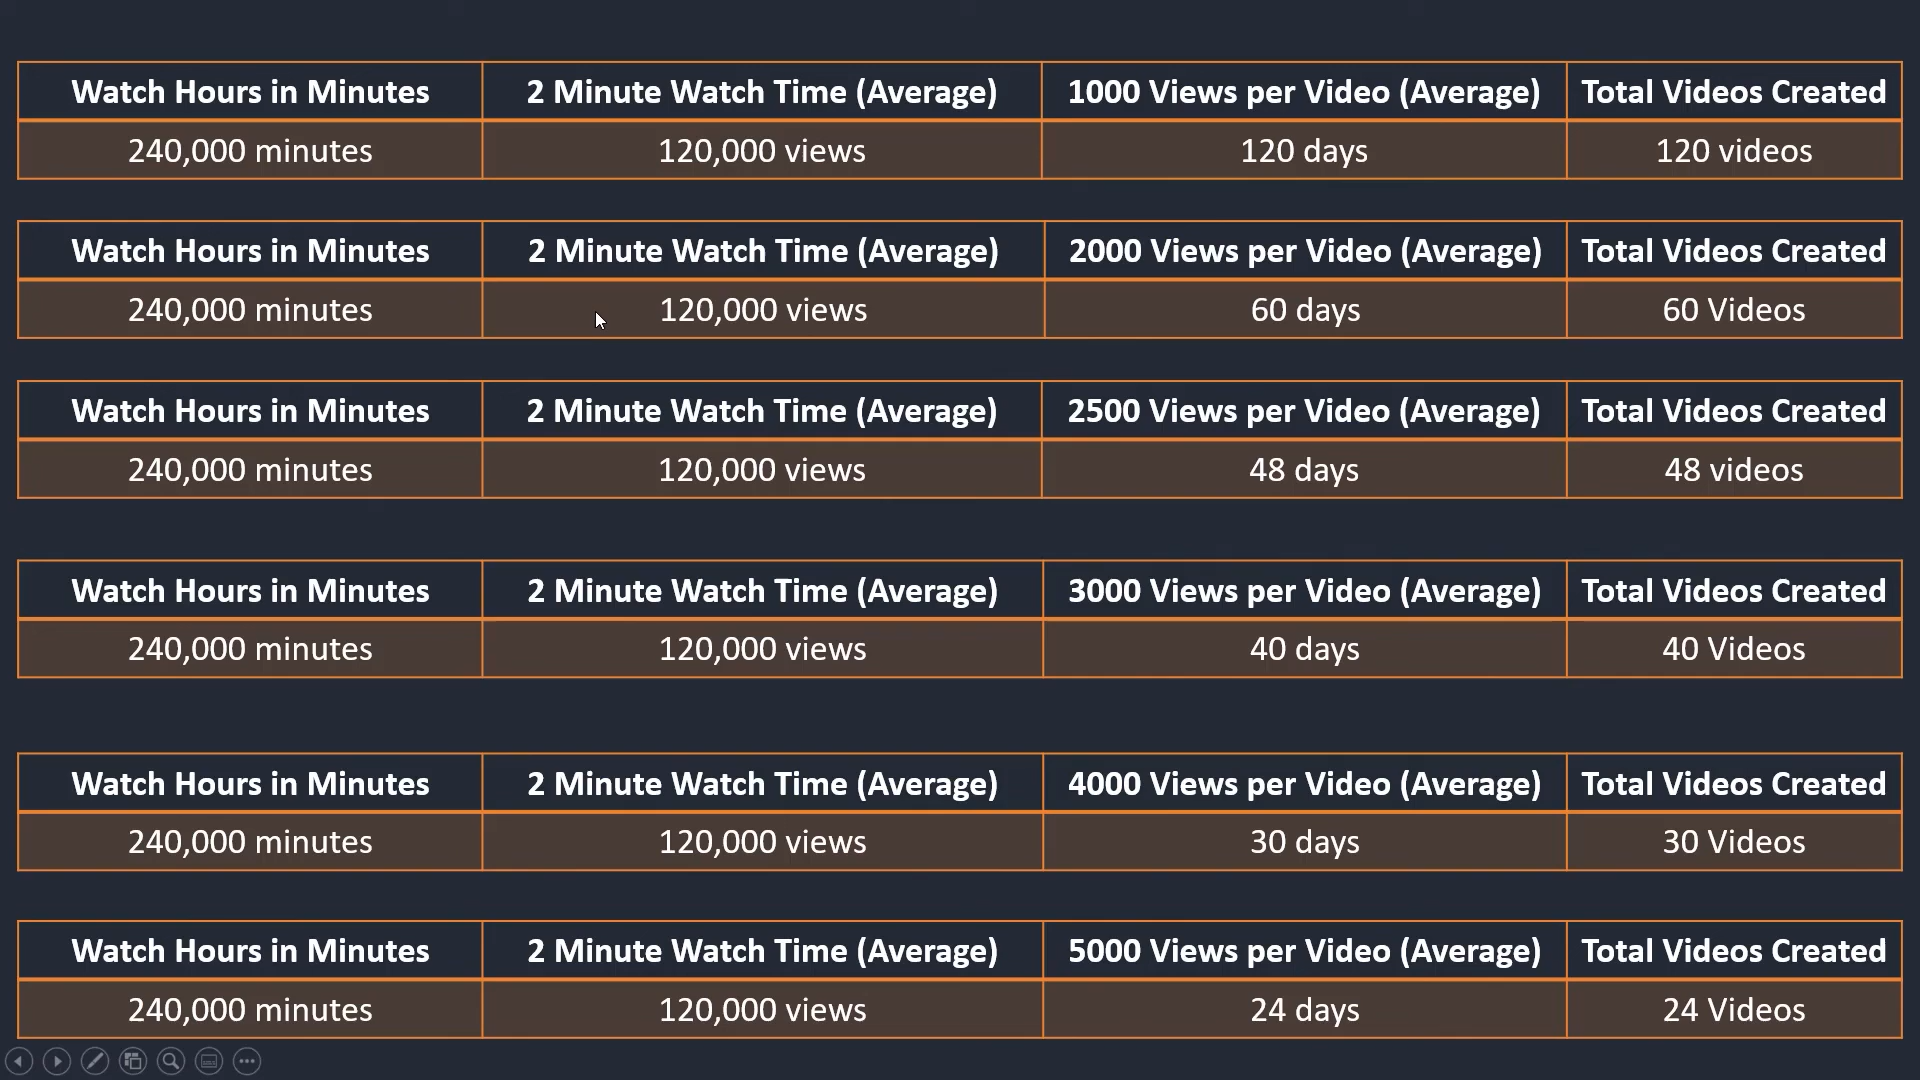 Watch Hours in Minutes 2 Minute Watch Time (Average) 1000 Views per Video (Average) Total Videos Created
240,000 minutes 120,000 views 120 days 120 videos
Watch Hours in Minutes 2 Minute Watch Time (Average) 2000 Views per Video (Average) Total Videos Created
240,000 minutes 120,000 views 60 days 60 Videos
Watch Hours in Minutes 2 Minute Watch Time (Average) 2500 Views per Video (Average) Total Videos Created
240,000 minutes 120,000 views 48 days 48 videos
Watch Hours in Minutes 2 Minute Watch Time (Average) 3000 Views per Video (Average) Total Videos Created
240,000 minutes 120,000 views 40 days 40 Videos
Watch Hours in Minutes 2 Minute Watch Time (Average) 4000 Views per Video (Average) Total Videos Created
240,000 minutes 120,000 views 30 days 30 Videos
Watch Hours in Minutes 2 Minute Watch Time (Average) 5000 Views per Video (Average) Total Videos Created
240,000 minutes 120,000 views 24 days 24 Videos